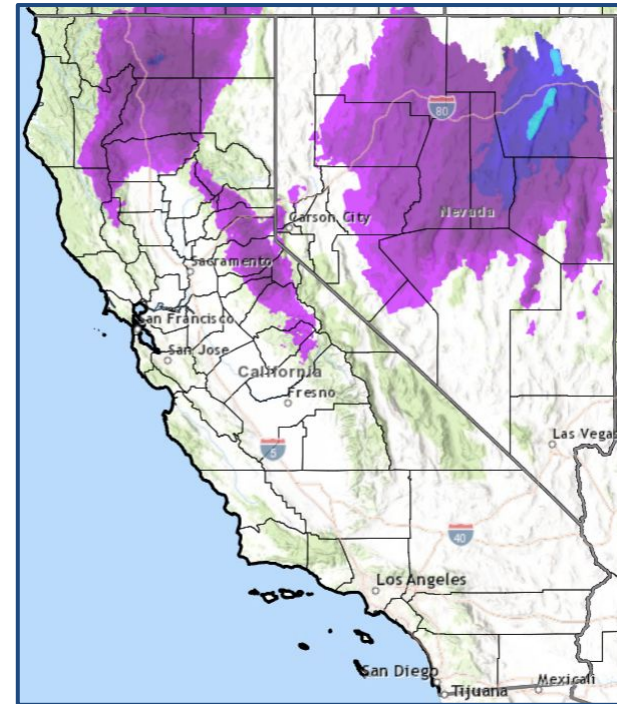 80
Carson City
Nevada
Sacramento
San Francisco
San Jose
California
Fresno
5
Las Vega
40
Los Angeles
San Diego
Mexicali
Tijuana